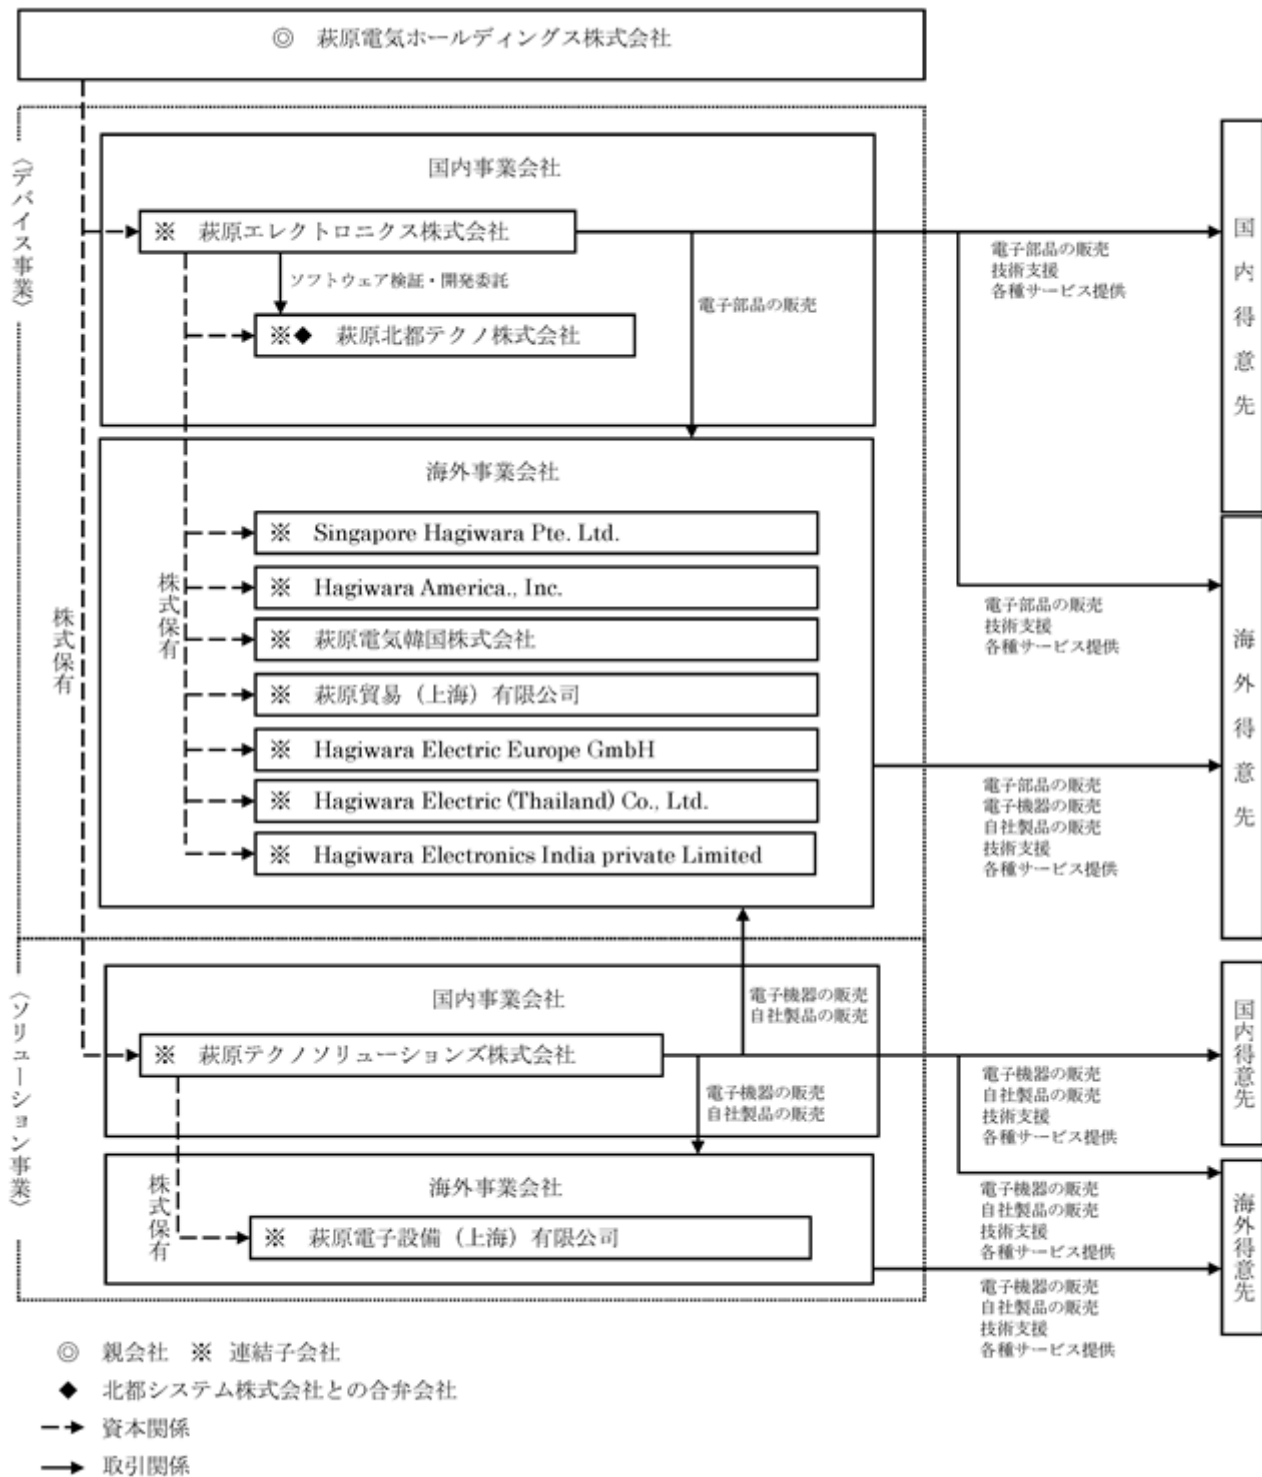 ◎ 萩原電気ホールディングス株式会社
〈デバイス事業〉
国内事業会社
※ 萩原エレクトロニクス株式会社
ソフトウェア検証・開発委託
※◆ 萩原北都テクノ株式会社
電子部品の販売
電子部品の販売
技術支援
各種サービス提供
国内得意先
海外事業会社
※ Singapore Hagiwara Pte. Ltd.
※ Hagiwara America., Inc.
※ 萩原電気韓国株式会社
※ 萩原貿易（上海）有限公司
※ Hagiwara Electric Europe GmbH
※ Hagiwara Electric (Thailand) Co., Ltd.
※ Hagiwara Electronics India private Limited
株式保有
株式保有
電子部品の販売
技術支援
各種サービス提供
海外得意先
電子部品の販売
電子機器の販売
自社製品の販売
技術支援
各種サービス提供
〈ソリューション事業〉
国内事業会社
電子機器の販売
自社製品の販売
※ 萩原テクノソリューションズ株式会社
電子機器の販売
自社製品の販売
電子機器の販売
自社製品の販売
技術支援
各種サービス提供
国内得意先
株式保有
海外事業会社
※ 萩原電子設備（上海）有限公司
電子機器の販売
自社製品の販売
技術支援
各種サービス提供
海外得意先
電子機器の販売
自社製品の販売
技術支援
各種サービス提供
◎ 親会社 ※ 連結子会社
◆ 北都システム株式会社との合弁会社
資本関係
取引関係